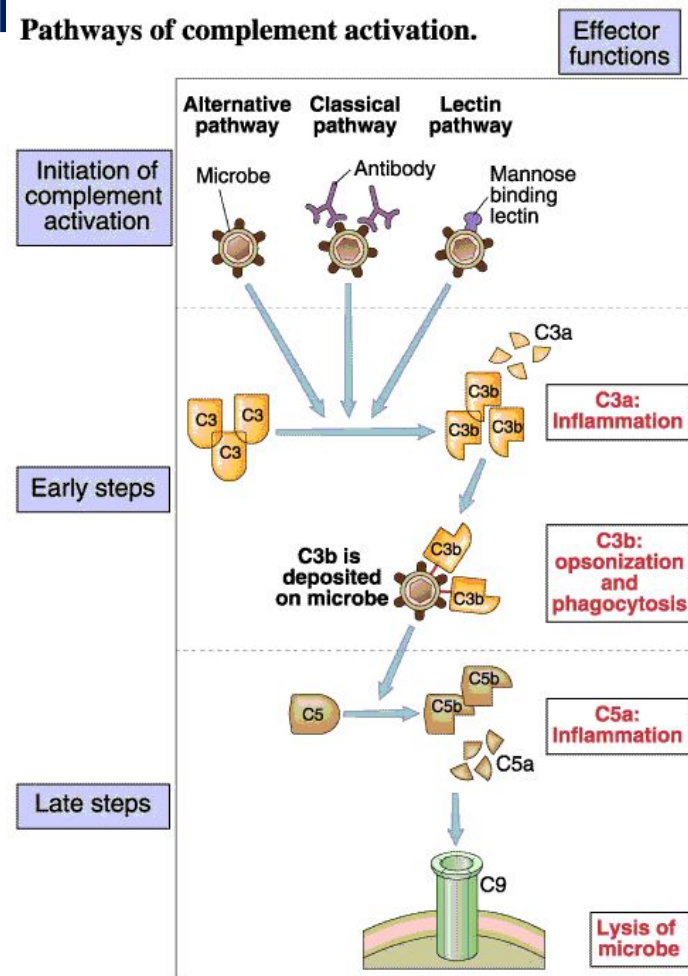 Pathways of complement activation.
Effector
functions
Alternative
pathway
Classical
pathway
Lectin
pathway
Initiation of
complement
activation
Microbe
Antibody
Mannose
binding
lectin
C3a
C3
C3
C3
C3b
C3b
C3b
C3a:
Inflammation
Early steps
C3b is
deposited
on microbe
C3b
C3b
C3b:
opsonization
and
phagocytosis
C5
C5b
C5b
C5a
C5a:
Inflammation
Late steps
C9
Lysis of
microbe